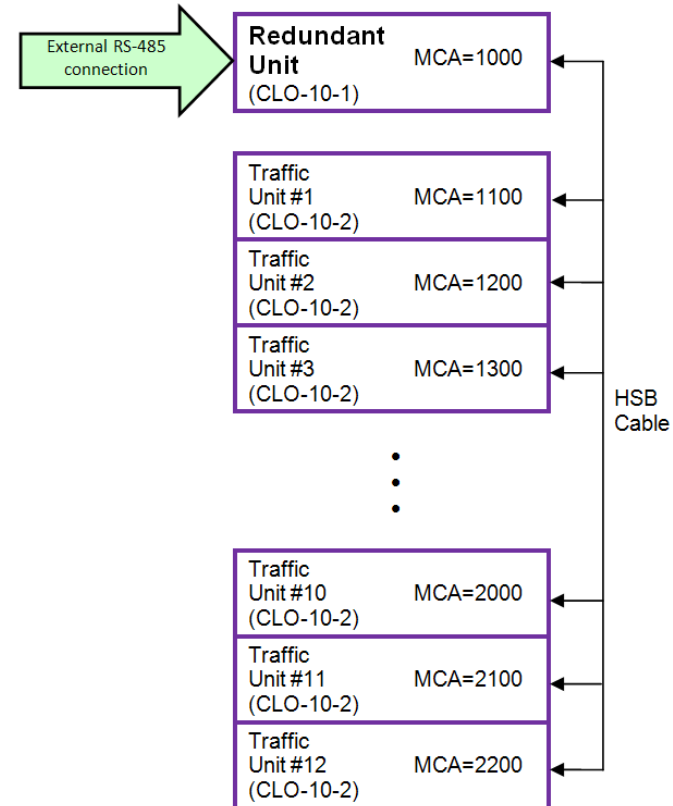 External RS-485
connection
Redundant
Unit
(CLO-10-1)
MCA=1000
Traffic
Unit #1
(CLO-10-2)
MCA=1100
Traffic
Unit #2
(CLO-10-2)
MCA=1200
Traffic
Unit #3
(CLO-10-2)
MCA=1300
HSB
Cable
Traffic
Unit #10
(CLO-10-2)
MCA=2000
Traffic
Unit #11
(CLO-10-2)
MCA=2100
Traffic
Unit #12
(CLO-10-2)
MCA=2200